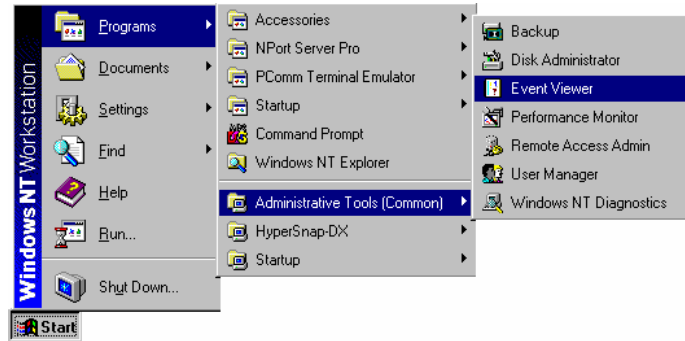 Windows NT Workstation
Programs
Documents
Settings
Find
Help
Run...
Shut Down...
Start
Accessories
NPort Server Pro
PComm Terminal Emulator
Startup
Command Prompt
Windows NT Explorer
Administrative Tools (Common)
HyperSnap-DX
Startup
Backup
Disk Administrator
Event Viewer
Performance Monitor
Remote Access Admin
User Manager
Windows NT Diagnostics